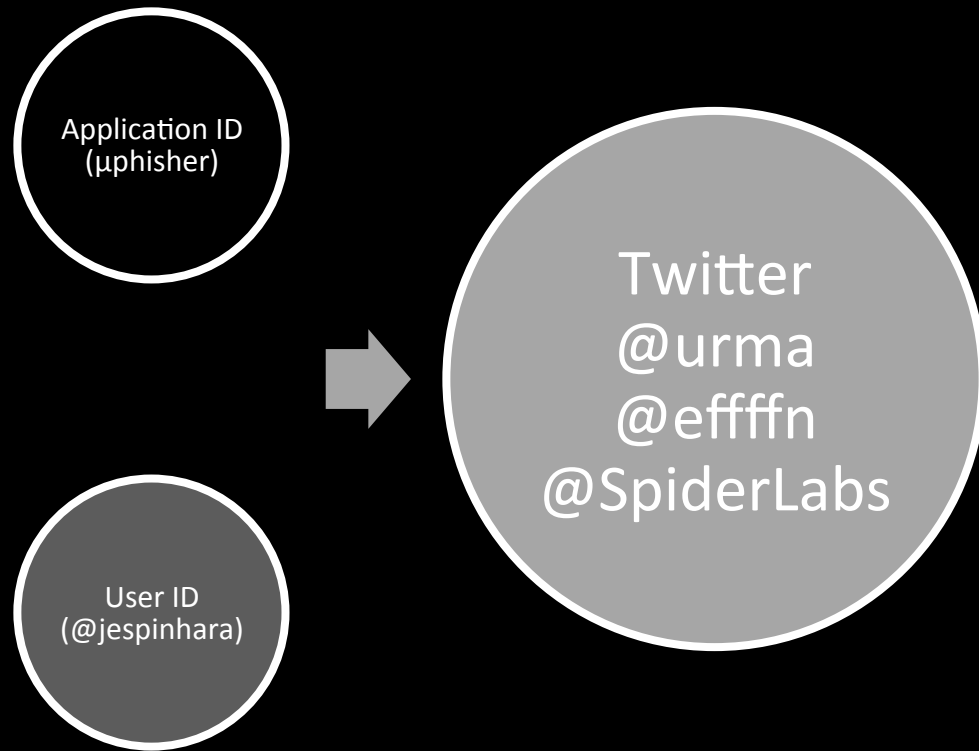 Application ID
(µphisher)
User ID
(@jespinhara)
Twitter
@urma
@effffn
@SpiderLabs